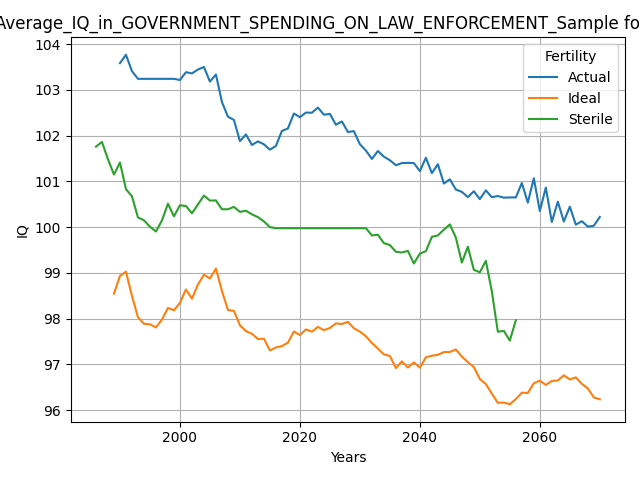 Average_IQ_in_GOVERNMENT_SPENDING_ON_LAW_ENFORCEMENT_Sample fo
Fertility
Actual
Ideal
Sterile
IQ
104
103
102
101
100
99
98
97
96
2000 2020 2040 2060
Years